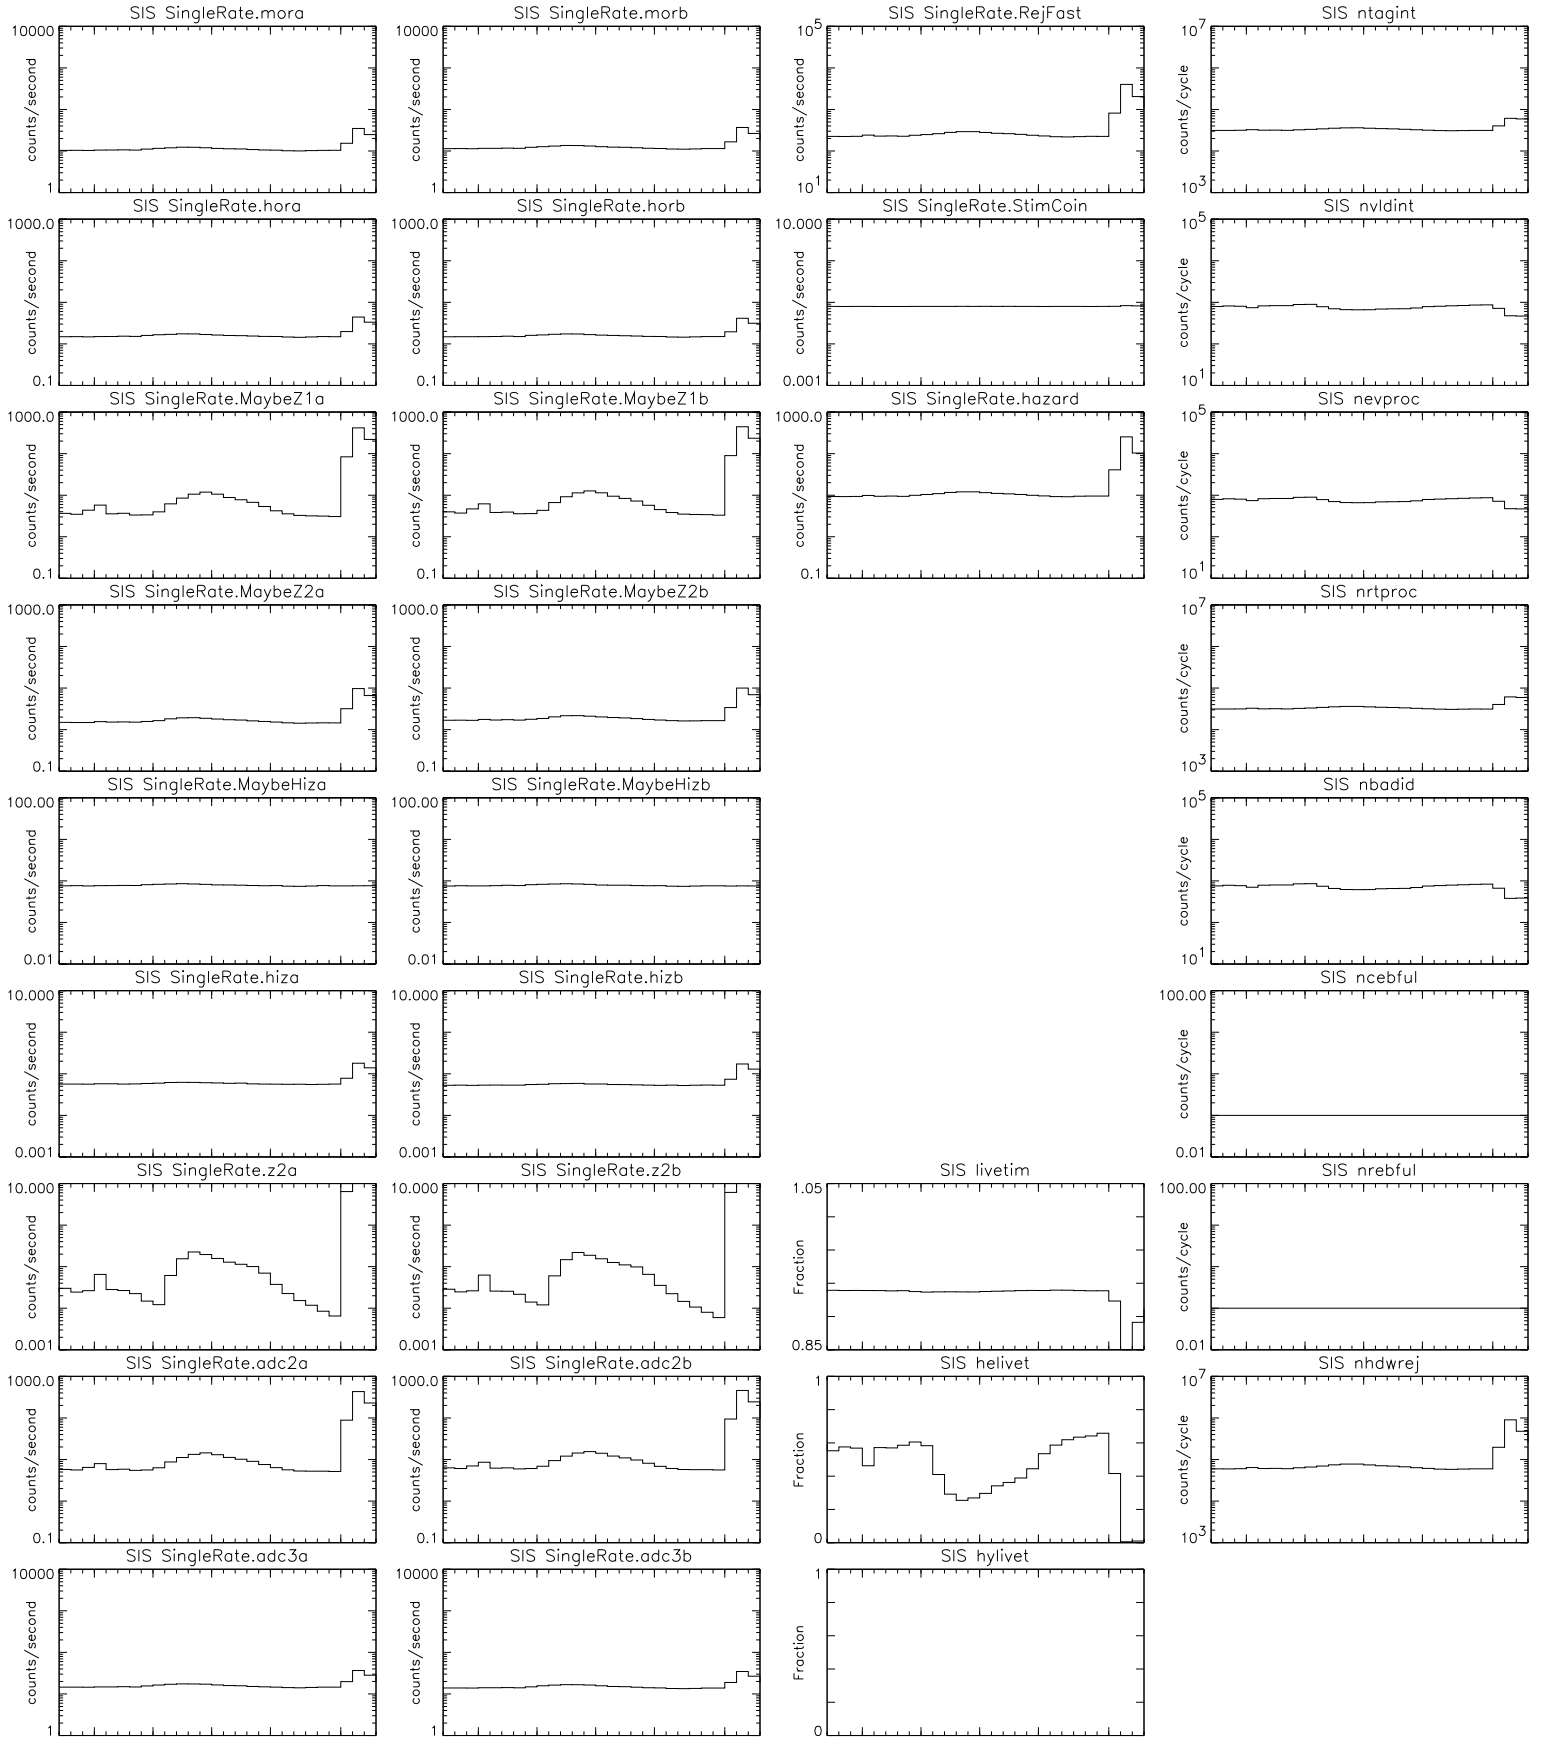 SIS SingleRate.mora
10000
counts/second
1
SIS SingleRate.morb
10000
counts/second
1
SIS SingleRate.RejFast
10^5
counts/second
10^1
SIS ntagint
10^7
counts/cycle
10^3
SIS SingleRate.hora
1000.0
counts/second
0.1
SIS SingleRate.horb
1000.0
counts/second
0.1
SIS SingleRate.StimCoin
10.000
counts/second
0.001
SIS nvldint
10^5
counts/cycle
10^1
SIS SingleRate.MaybeZ1a
1000.0
counts/second
0.1
SIS SingleRate.MaybeZ1b
1000.0
counts/second
0.1
SIS SingleRate.hazard
1000.0
counts/second
0.1
SIS nevproc
10^5
counts/cycle
10^1
SIS SingleRate.MaybeZ2a
1000.0
counts/second
0.1
SIS SingleRate.MaybeZ2b
1000.0
counts/second
0.1
SIS nrtproc
10^7
counts/cycle
10^3
SIS SingleRate.MaybeHiza
100.00
counts/second
0.01
SIS SingleRate.MaybeHizb
100.00
counts/second
0.01
SIS nbadid
10^5
counts/cycle
10^1
SIS SingleRate.hiza
10.000
counts/second
0.001
SIS SingleRate.hizb
10.000
counts/second
0.001
SIS ncebful
100.00
counts/cycle
0.01
SIS SingleRate.z2a
10.000
counts/second
0.001
SIS SingleRate.z2b
10.000
counts/second
0.001
SIS livetim
1.05
Fraction
0.85
SIS nrebful
100.00
counts/cycle
0.01
SIS SingleRate.adc2a
1000.0
counts/second
0.1
SIS SingleRate.adc2b
1000.0
counts/second
0.1
SIS helivet
1
Fraction
0
SIS nhdwrej
10^7
counts/cycle
10^3
SIS SingleRate.adc3a
10000
counts/second
1
SIS SingleRate.adc3b
10000
counts/second
1
SIS hylivet
1
Fraction
0